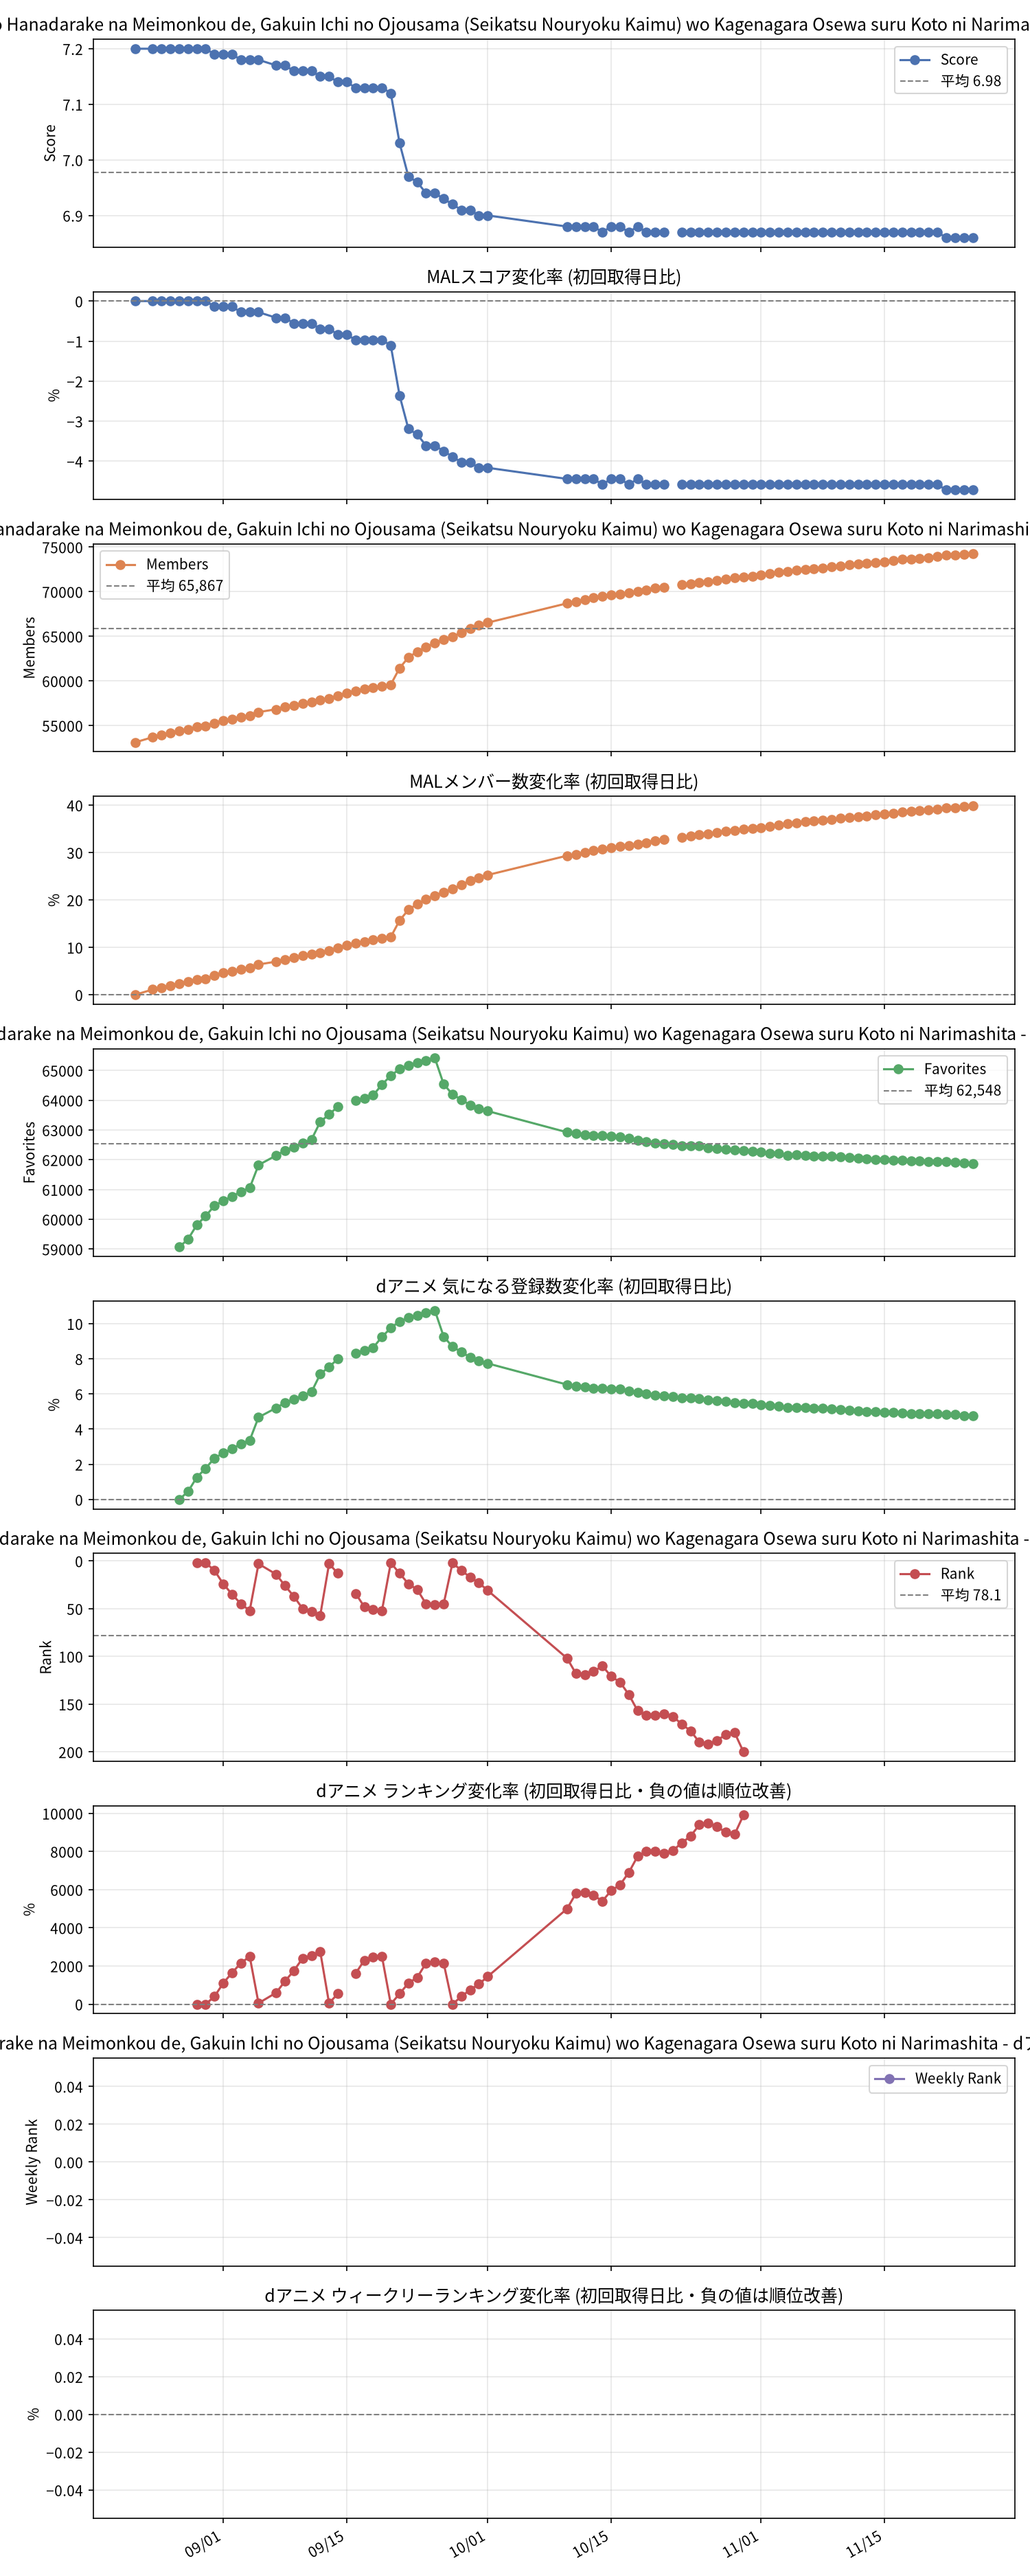 Hanadarake na Meimonkou de, Gakuin Ichi no Ojousama (Seikatsu Nouryoku Kaimu) wo Kagenagara Osewa suru Koto ni
7.2
7.1
7.0
6.9
Score
Score
平均 6.98
MALスコア変化率 (初回取得日比)
0
−1
−2
−3
−4
%
na Meimonkou de, Gakuin Ichi no Ojousama (Seikatsu Nouryoku Kaimu) wo Kagenagara Osewa suru Koto ni
75000
70000
65000
60000
55000
Members
Members
平均 65,867
MALメンバー数変化率 (初回取得日比)
40
30
20
10
0
%
na Meimonkou de, Gakuin Ichi no Ojousama (Seikatsu Nouryoku Kaimu) wo Kagenagara Osewa suru Koto ni Narimashita -
65000
64000
63000
62000
61000
60000
59000
Favorites
Favorites
平均 62,548
dアニメ 気になる登録数変化率 (初回取得日比)
10
8
6
4
2
0
%
na Meimonkou de, Gakuin Ichi no Ojousama (Seikatsu Nouryoku Kaimu) wo Kagenagara Osewa suru Koto ni Narimashita -
0
50
100
150
200
Rank
Rank
平均 78.1
dアニメ ランキング変化率 (初回取得日比・負の値は順位改善)
10000
8000
6000
4000
2000
0
%
na Meimonkou de, Gakuin Ichi no Ojousama (Seikatsu Nouryoku Kaimu) wo Kagenagara Osewa suru Koto ni Narimashita - d
0.04
0.02
0.00
−0.02
−0.04
Weekly Rank
Weekly Rank
dアニメ ウィークリーランキング変化率 (初回取得日比・負の値は順位改善)
0.04
0.02
0.00
−0.02
−0.04
%
09/01
09/15
10/01
10/15
11/01
11/15